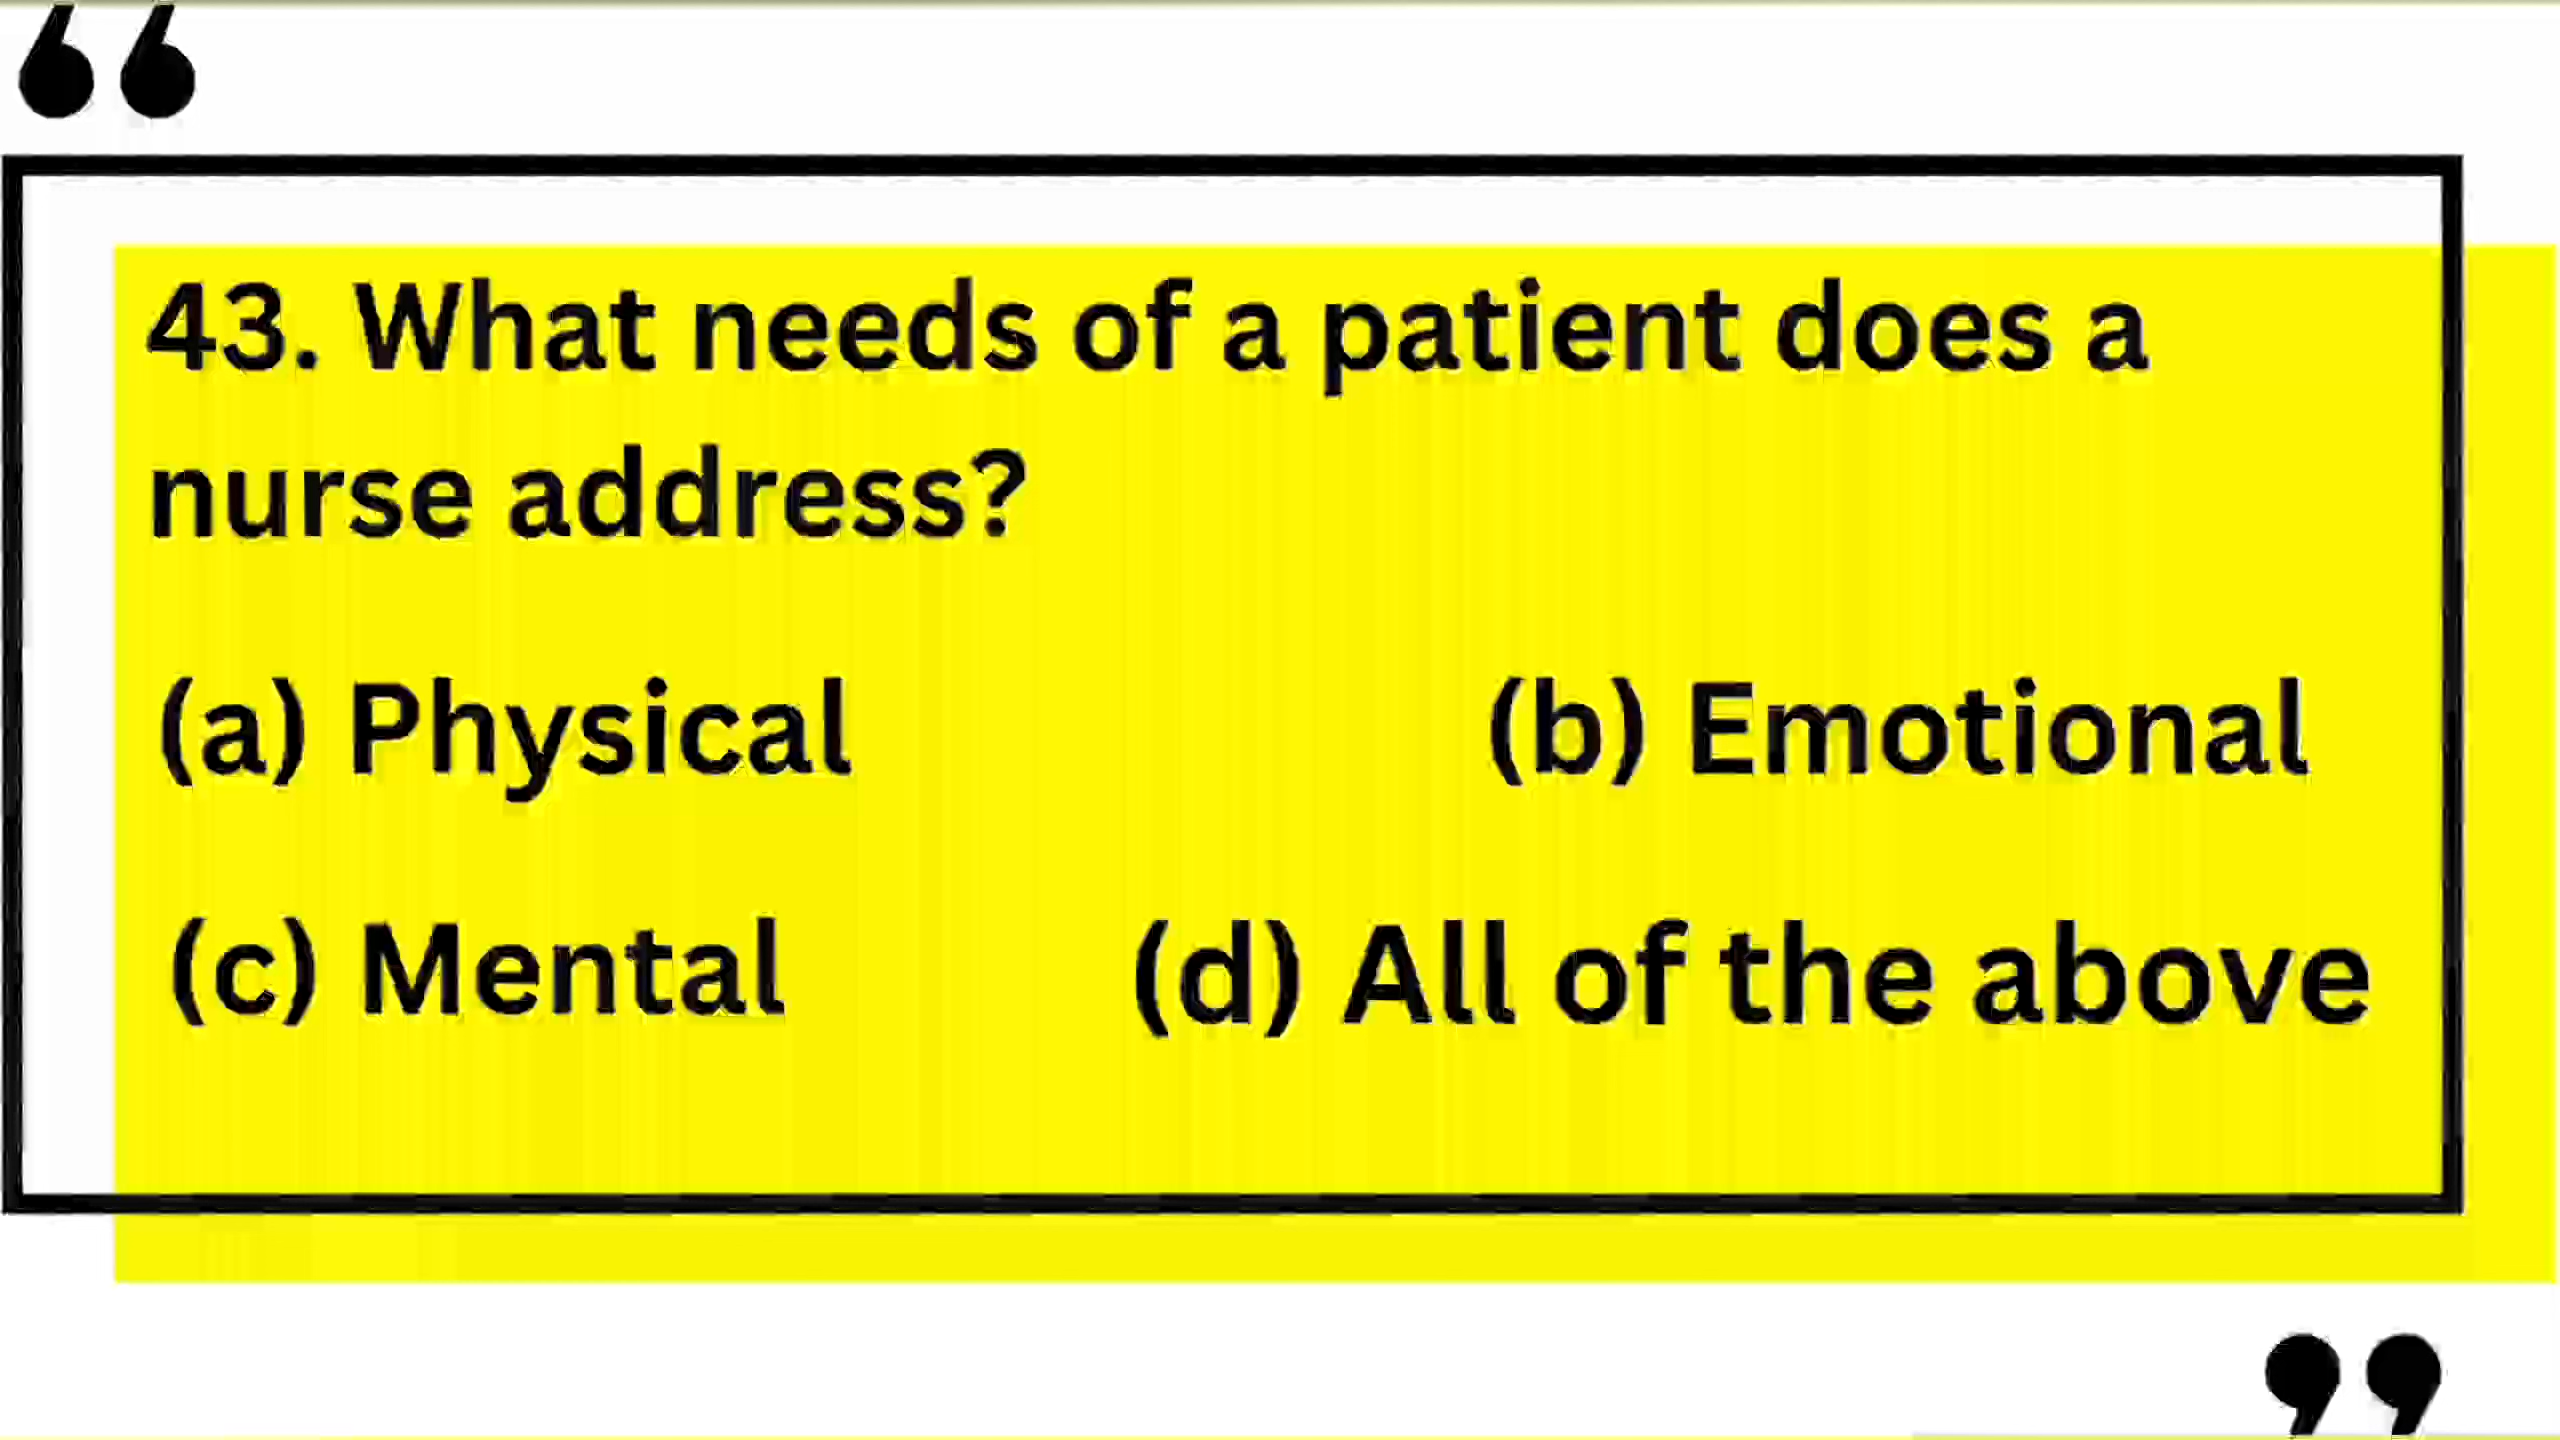 “
43. What needs of a patient does a
nurse address?
(a) Physical (b) Emotional
(c) Mental (d) All of the above
”